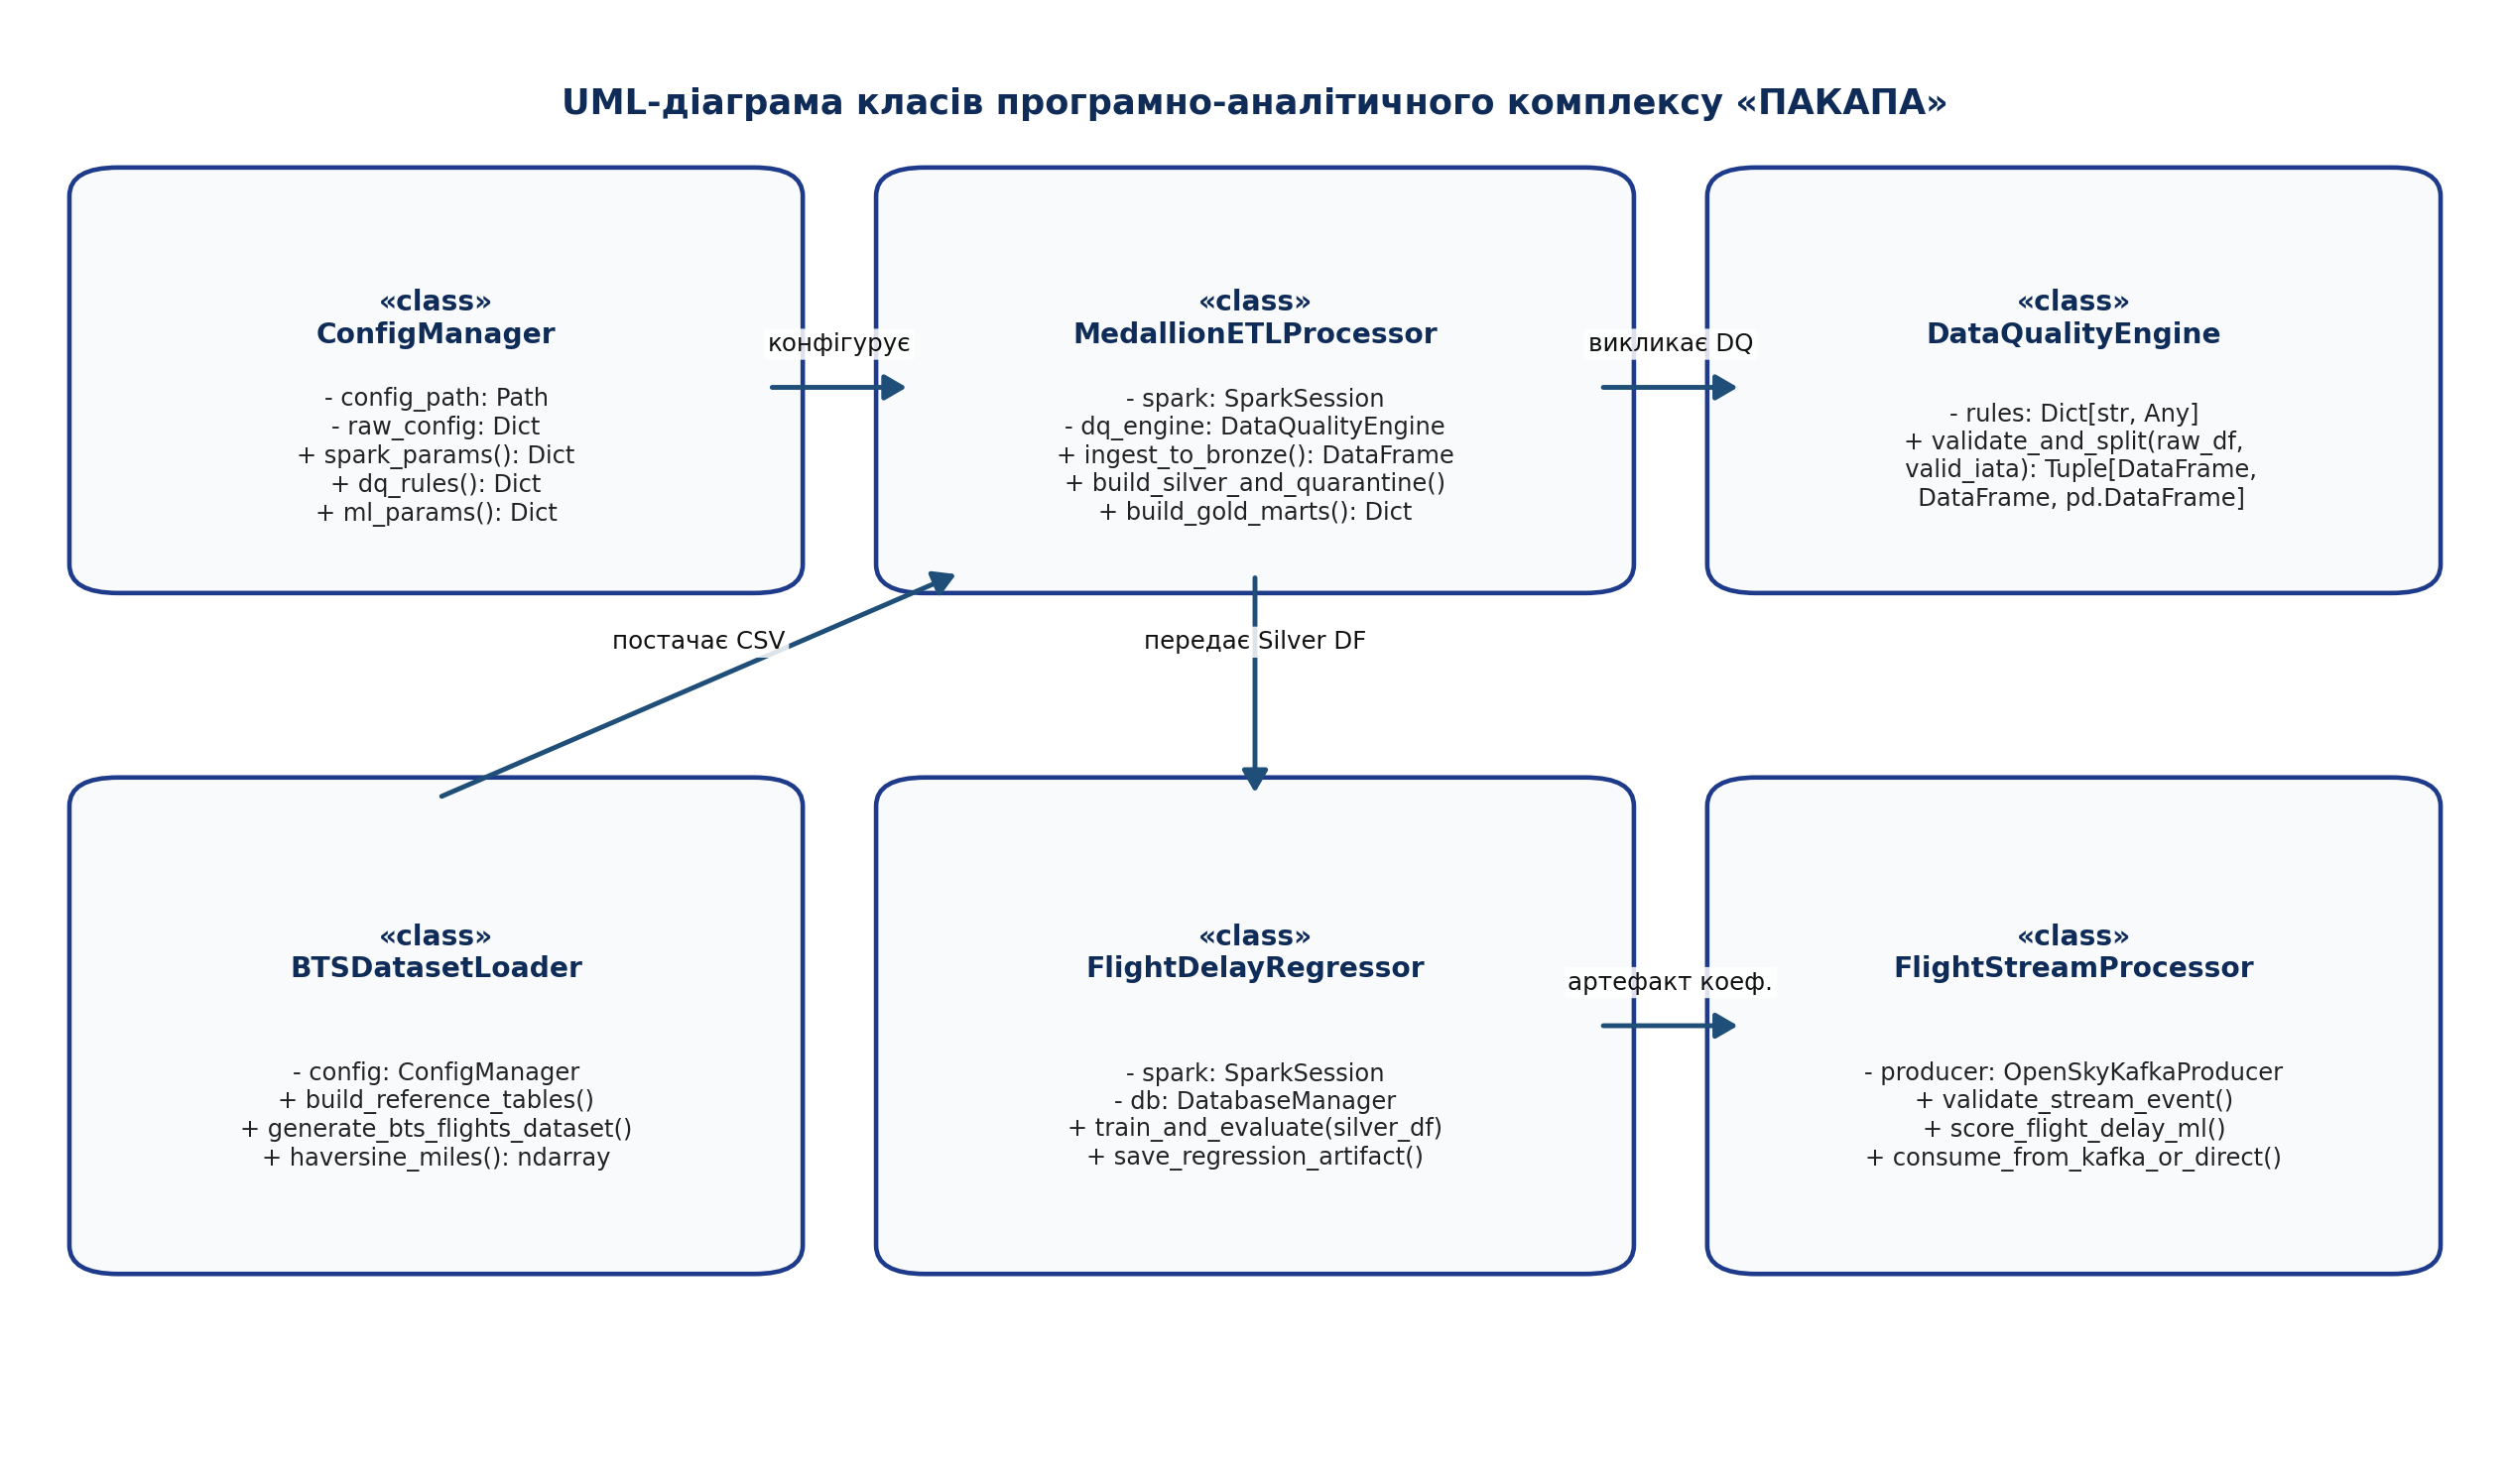 UML-діаграма класів програмно-аналітичного комплексу «ПАКАПА»
«class»
ConfigManager
- config_path: Path
- raw_config: Dict
+ spark_params(): Dict
+ dq_rules(): Dict
+ ml_params(): Dict
конфігурує
«class»
MedallionETLProcessor
- spark: SparkSession
- dq_engine: DataQualityEngine
+ ingest_to_bronze(): DataFrame
+ build_silver_and_quarantine()
+ build_gold_marts(): Dict
викликає DQ
«class»
DataQualityEngine
- rules: Dict[str, Any]
+ validate_and_split(raw_df,
valid_iata): Tuple[DataFrame,
DataFrame, pd.DataFrame]
постачає CSV
передає Silver DF
«class»
BTSDatasetLoader
- config: ConfigManager
+ build_reference_tables()
+ generate_bts_flights_dataset()
+ haversine_miles(): ndarray
«class»
FlightDelayRegressor
- spark: SparkSession
- db: DatabaseManager
+ train_and_evaluate(silver_df)
+ save_regression_artifact()
артефакт коеф.
«class»
FlightStreamProcessor
- producer: OpenSkyKafkaProducer
+ validate_stream_event()
+ score_flight_delay_ml()
+ consume_from_kafka_or_direct()